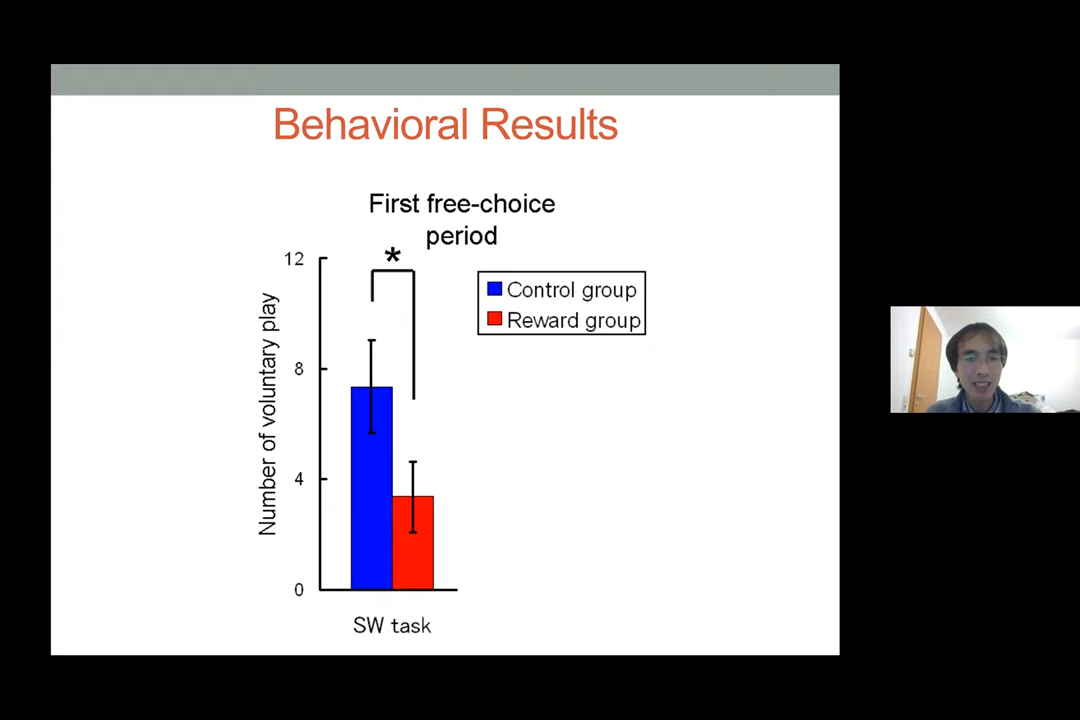 Behavioral Results
First free-choice
period
*
12
8
4
0
Number of voluntary play
Control group
Reward group
SW task